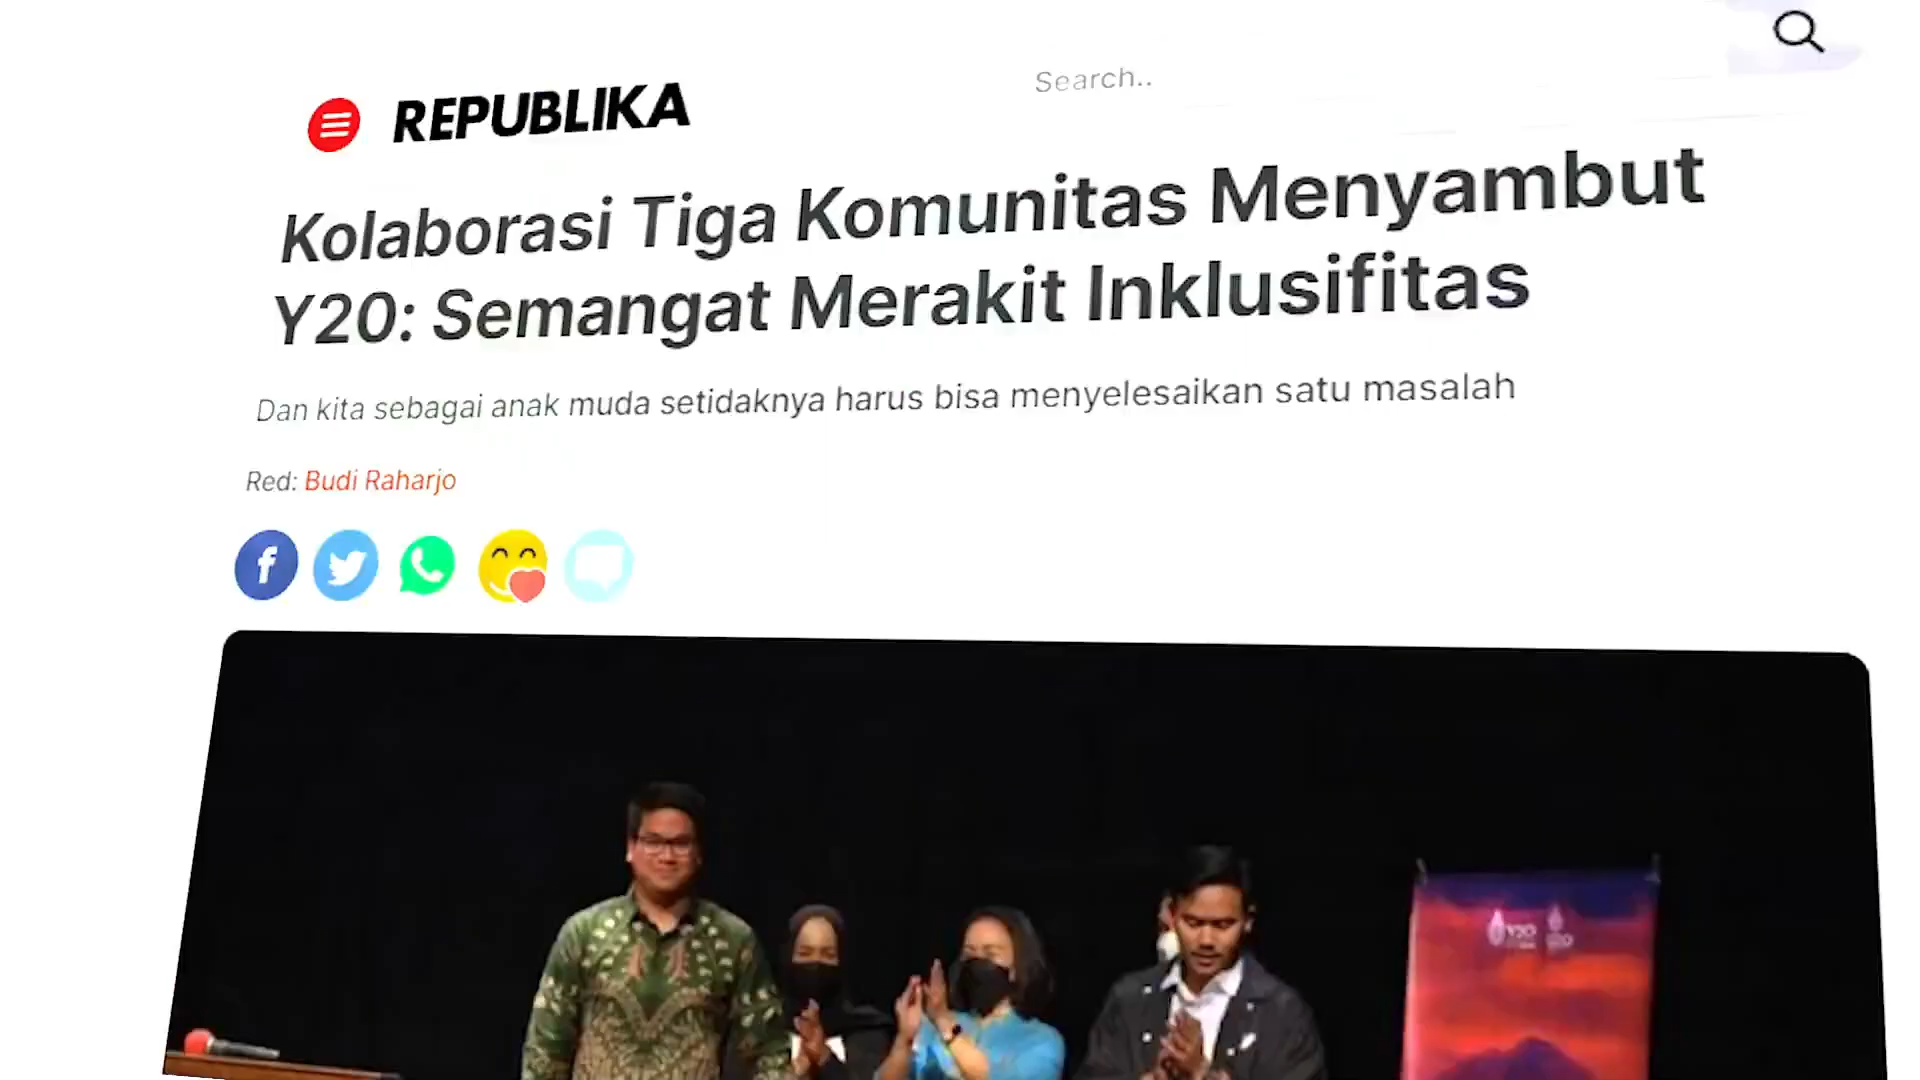 Search..
REPUBLIKA
Kolaborasi Tiga Komunitas Menyambut
Y20: Semangat Merakit Inklusifitas
Dan kita sebagai anak muda setidaknya harus bisa menyelesaikan satu masalah
Red: Budi Raharjo